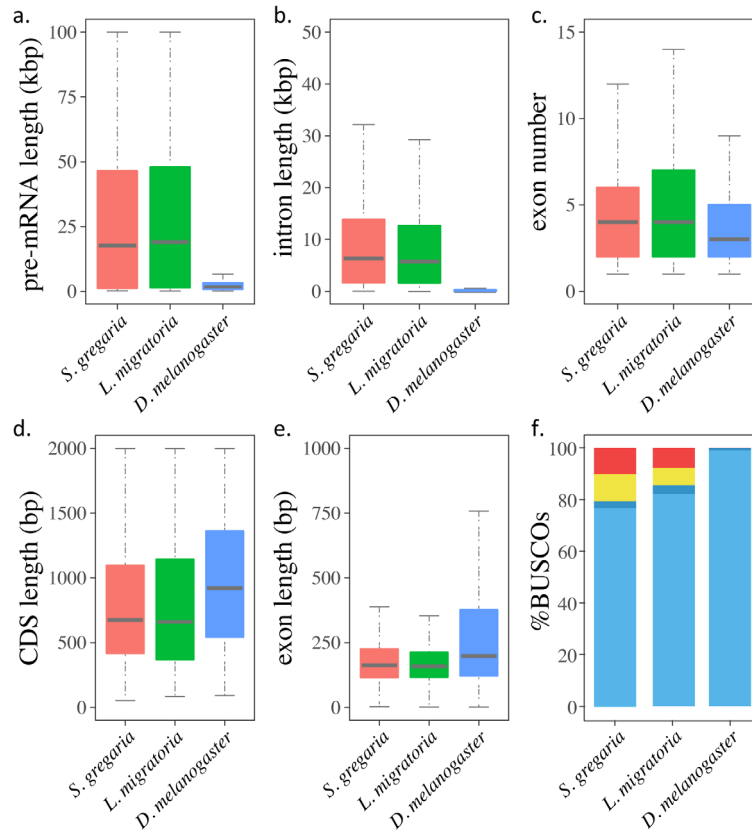 a.
pre-mRNA length (kbp)
100
75
50
25
0
S. gregaria
L. migratoria
D. melanogaster
b.
intron length (kbp)
50
40
30
20
10
0
S. gregaria
L. migratoria
D. melanogaster
c.
exon number
15
10
5
0
S. gregaria
L. migratoria
D. melanogaster
d.
CDS length (bp)
2000
1500
1000
500
0
S. gregaria
L. migratoria
D. melanogaster
e.
exon length (bp)
1000
750
500
250
0
S. gregaria
L. migratoria
D. melanogaster
f.
%BUSCOs
100
80
60
40
20
0
S. gregaria
L. migratoria
D. melanogaster